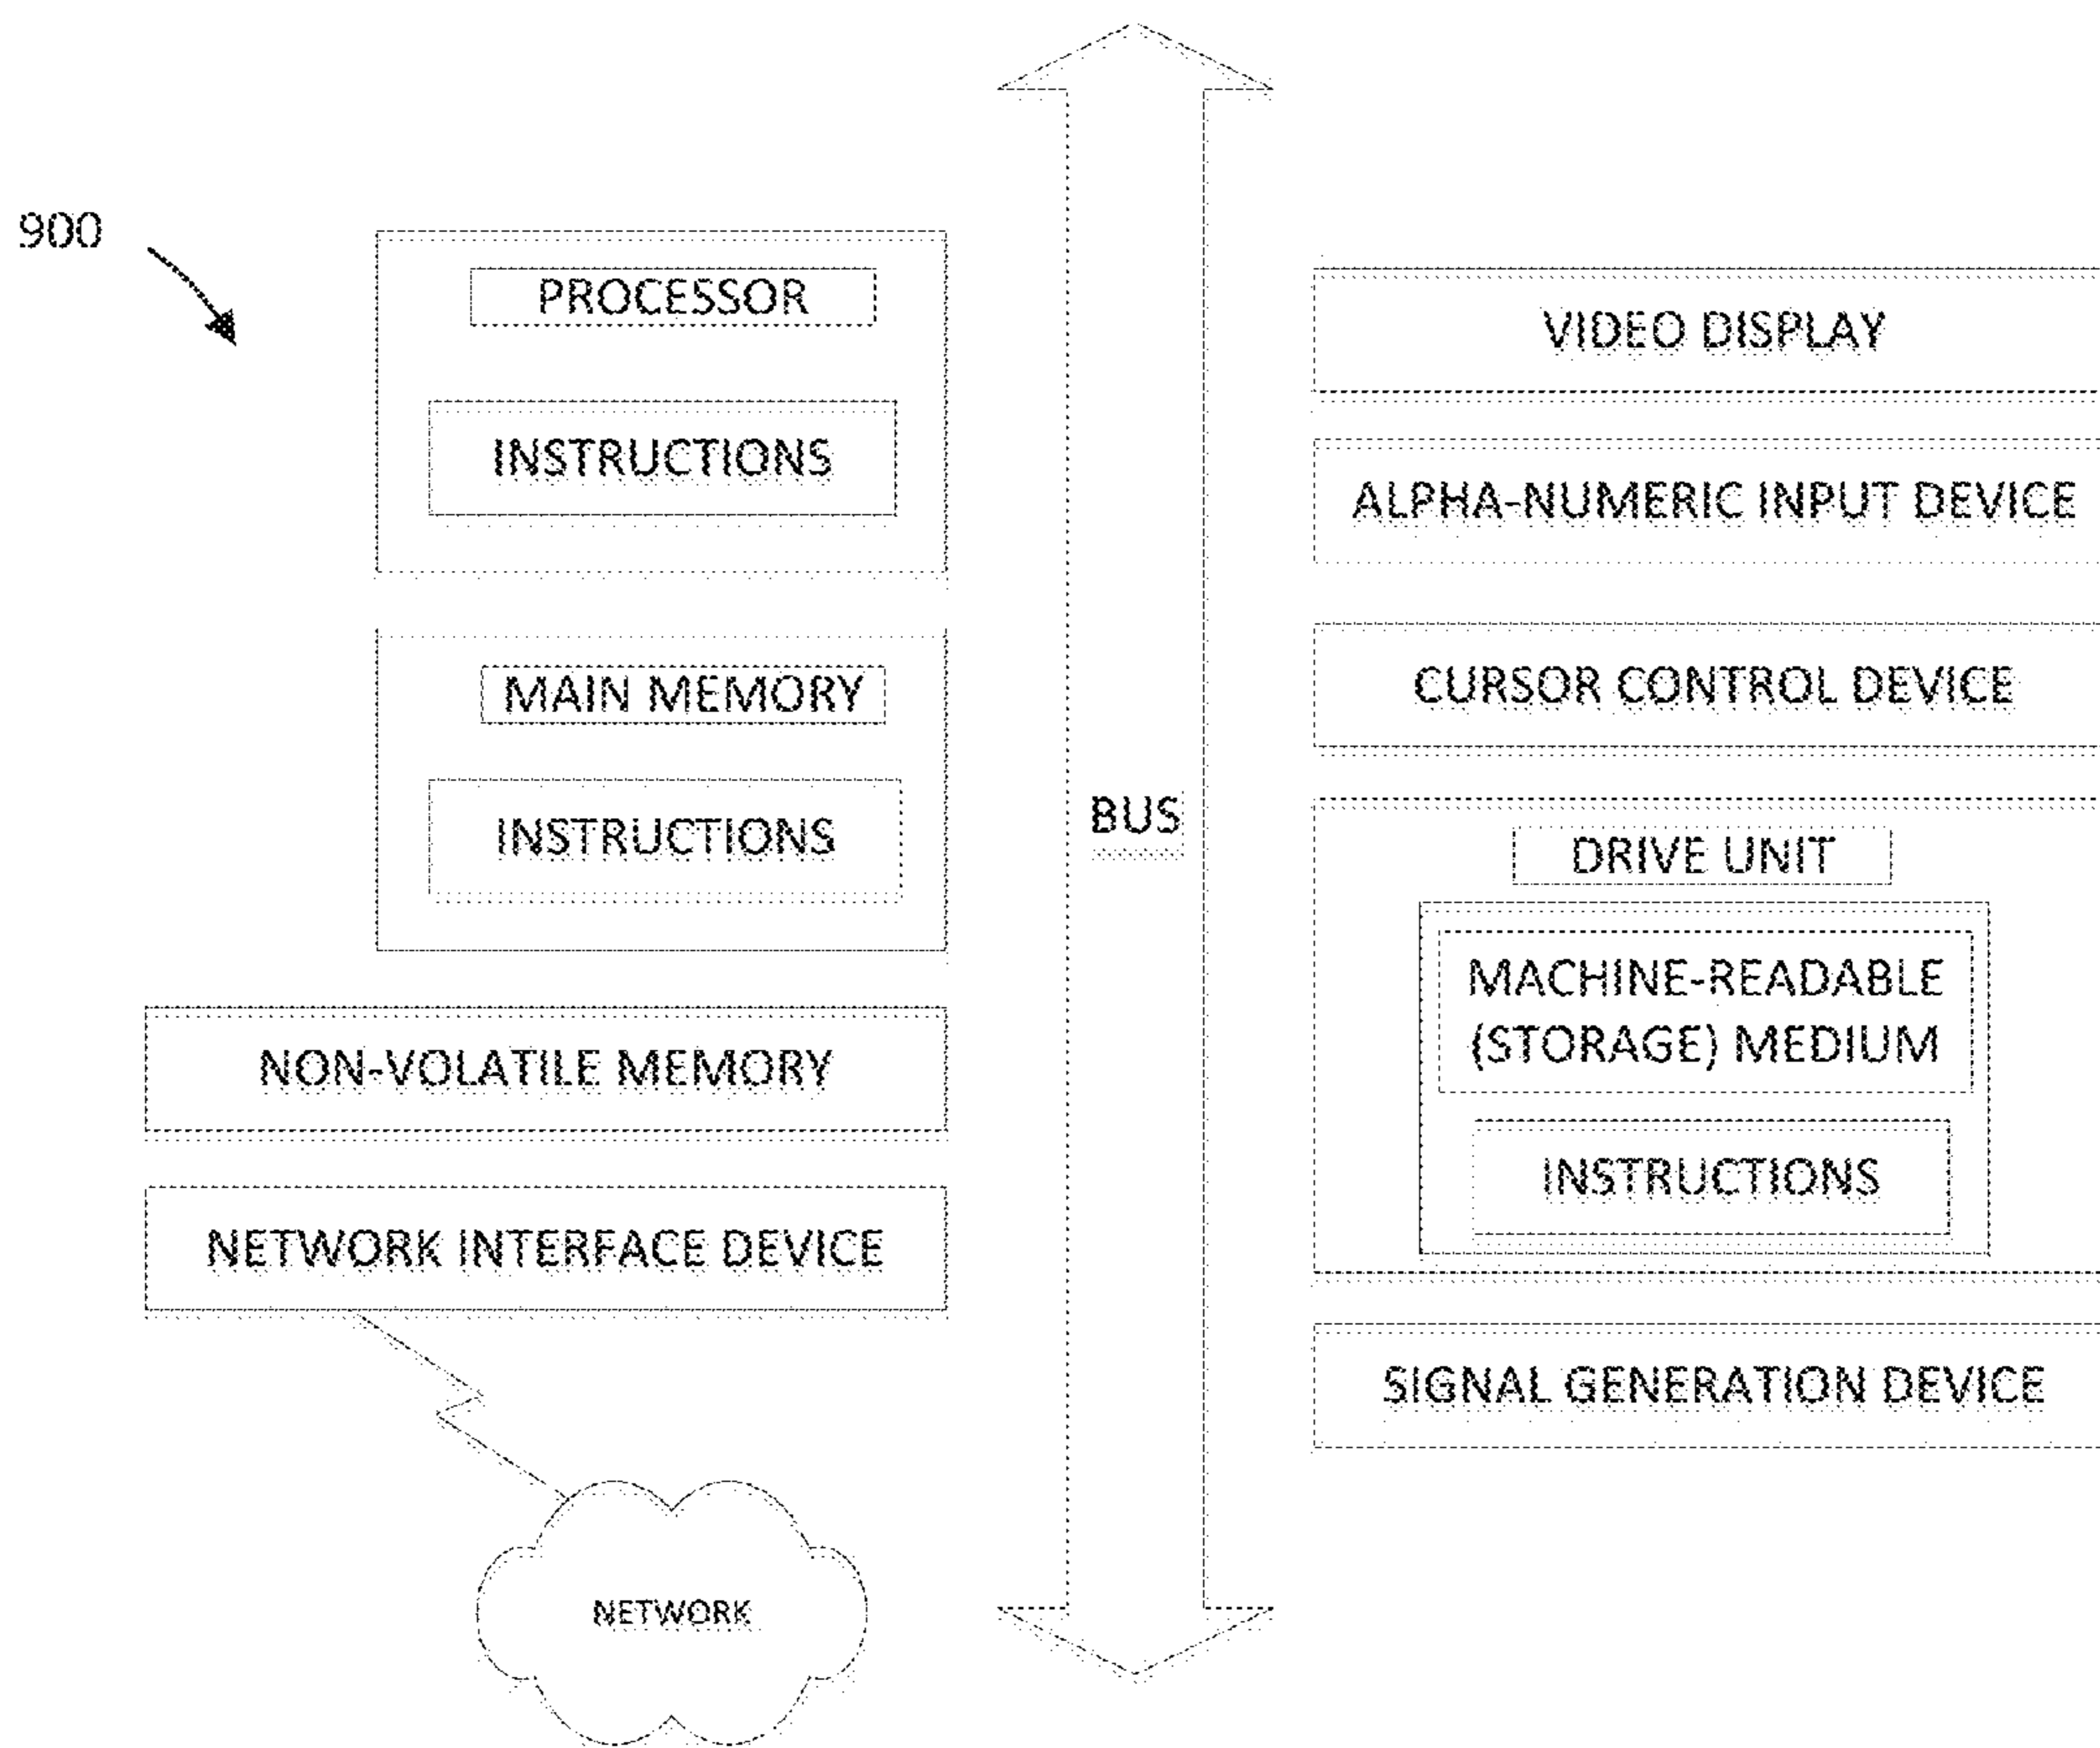 900
PROCESSOR
INSTRUCTIONS
MAIN MEMORY
INSTRUCTIONS
NON-VOLATILE MEMORY
NETWORK INTERFACE DEVICE
NETWORK
BUS
VIDEO DISPLAY
ALPHA-NUMERIC INPUT DEVICE
CURSOR CONTROL DEVICE
DRIVE UNIT
MACHINE-READABLE
(STORAGE) MEDIUM
INSTRUCTIONS
SIGNAL GENERATION DEVICE